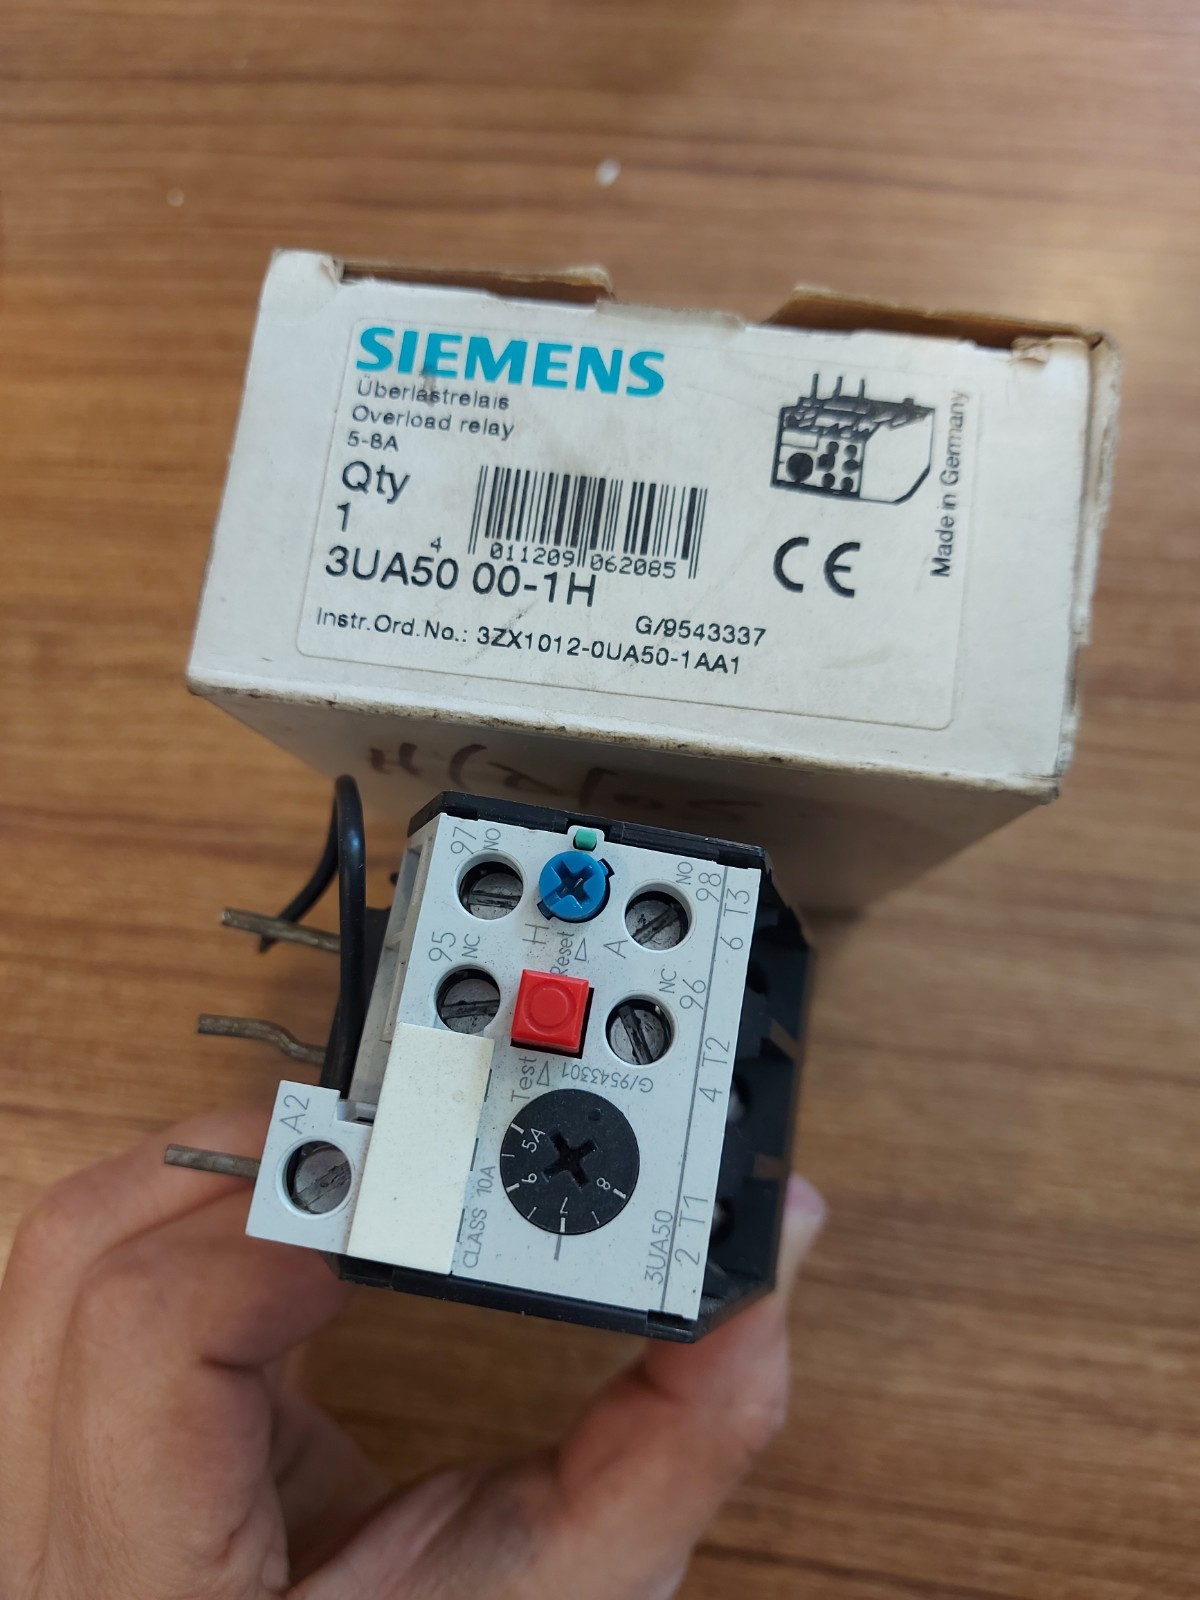 SIEMENS
Überlastrelais
Overload relay
5-8A
Qty
1
4 011209 062085
3UA50 00-1H
G/9543337
Instr.Ord.No.: 3ZX1012-0UA50-1AA1
CE
Made in Germany
97 NO
98 NO
H
Reset
A
95 NC
96 NC
Test
G/9543301
A2
5A
6
7
8
CLASS 10A
3UA50
2 T1
4 T2
6 T3